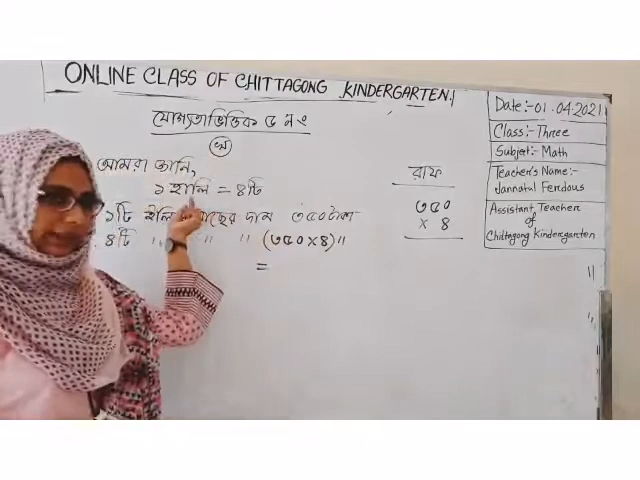 ONLINE CLASS OF CHITTAGONG KINDERGARTEN
যোগ্যতাভিত্তিক ৫ নং
(খ)
আমরা জানি,
১ হালি = ৪টি
১টি ইলিশ মাছের দাম ৩৫০ টাকা
৪টি " " " (৩৫০×৪) "
=
রাফ
৩৫০
× ৪
Date:- 01.04.2021
Class:- Three
Subject:- Math
Teacher's Name:-
Jannatul Ferdous
Assistant Teacher
of
Chittagong Kindergarten